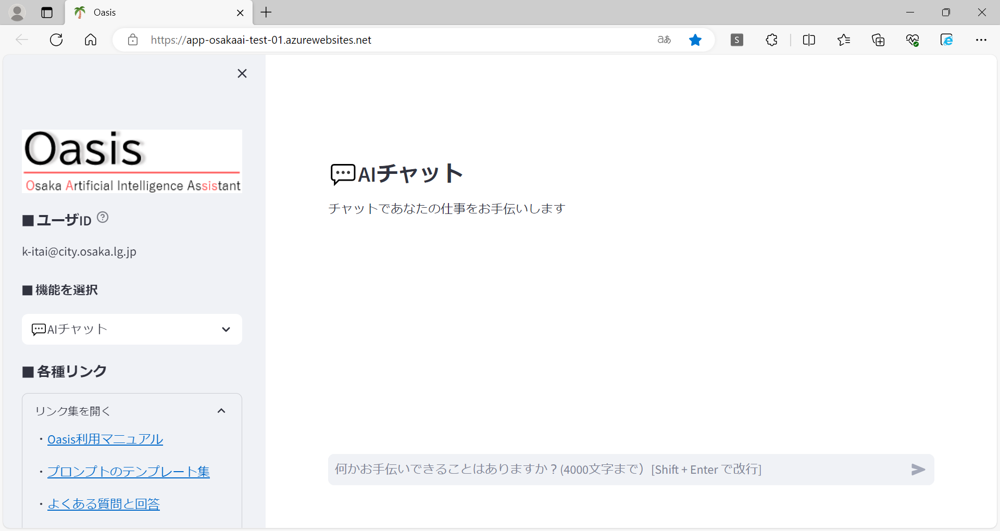 Oasis
https://app-osakaai-test-01.azurewebsites.net
aあ
S
Oasis
Osaka Artificial Intelligence Assistant
■ユーザID
k-itai@city.osaka.lg.jp
■機能を選択
AIチャット
■各種リンク
リンク集を開く
・Oasis利用マニュアル
・プロンプトのテンプレート集
・よくある質問と回答
AIチャット
チャットであなたの仕事をお手伝いします
何かお手伝いできることはありますか？(4000文字まで）[Shift + Enter で改行]